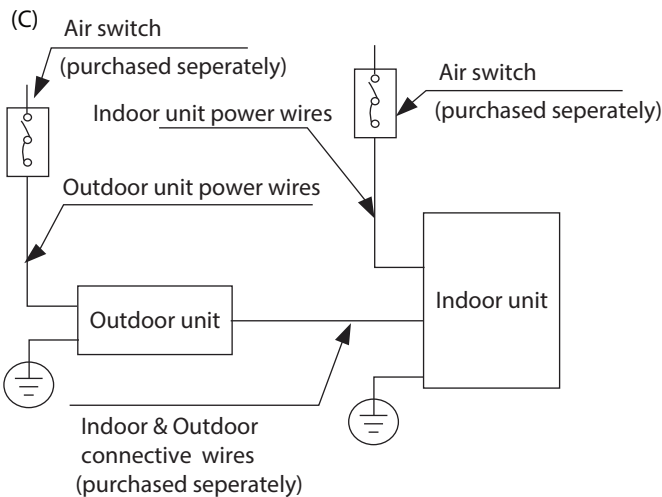 (C)
Air switch
(purchased seperately)
Air switch
(purchased seperately)
Indoor unit power wires
Outdoor unit power wires
Indoor unit
Outdoor unit
Indoor & Outdoor
connective wires
(purchased seperately)